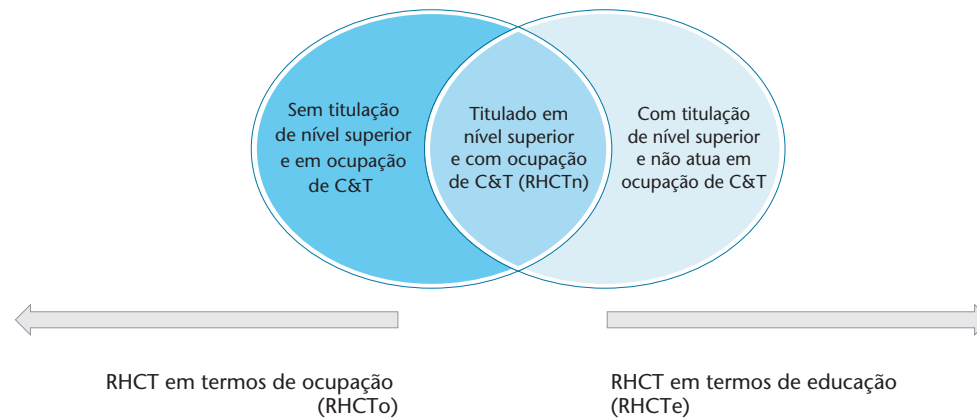 Sem titulação
de nível superior
e em ocupação
de C&T
Titulado em
nível superior
e com ocupação
de C&T (RHCTn)
Com titulação
de nível superior
e não atua em
ocupação de C&T
RHCT em termos de ocupação
(RHCTo)
RHCT em termos de educação
(RHCTe)